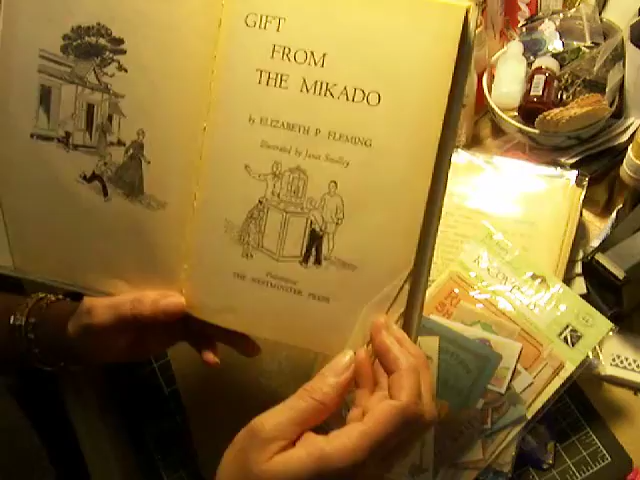 GIFT
FROM
THE MIKADO
by ELIZABETH P FLEMING
Illustrated by Janet Smalley
Philadelphia
THE WESTMINSTER PRESS